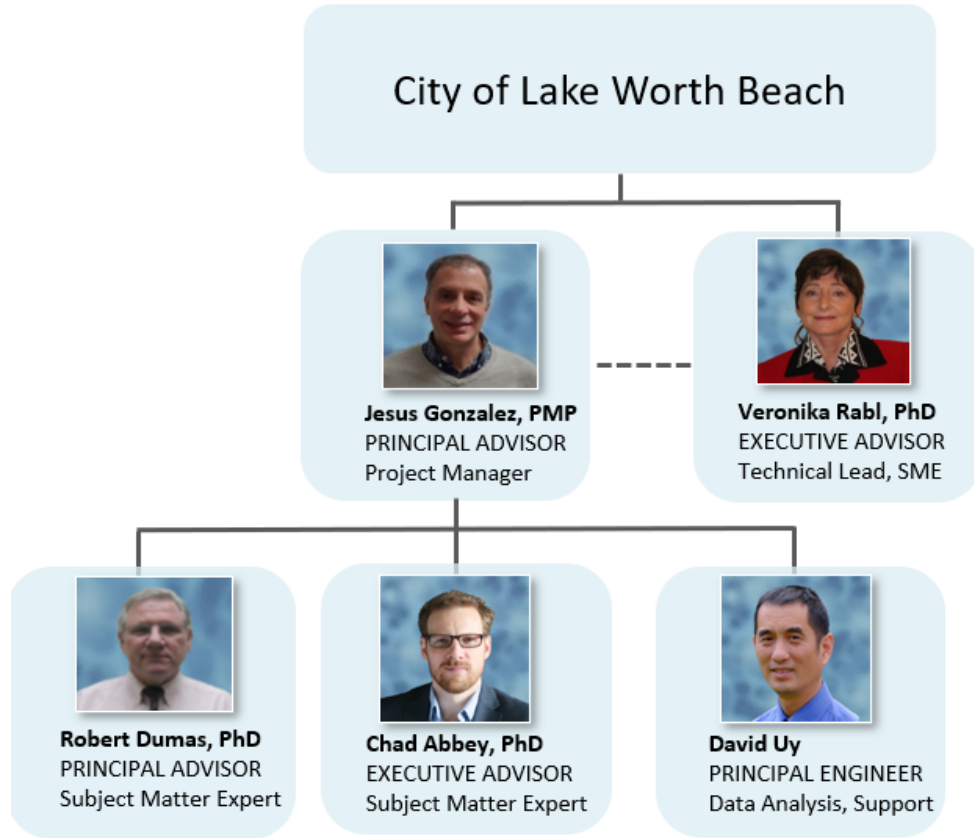 City of Lake Worth Beach
Jesus Gonzalez, PMP
PRINCIPAL ADVISOR
Project Manager
Veronika Rabl, PhD
EXECUTIVE ADVISOR
Technical Lead, SME
Robert Dumas, PhD
PRINCIPAL ADVISOR
Subject Matter Expert
Chad Abbey, PhD
EXECUTIVE ADVISOR
Subject Matter Expert
David Uy
PRINCIPAL ENGINEER
Data Analysis, Support